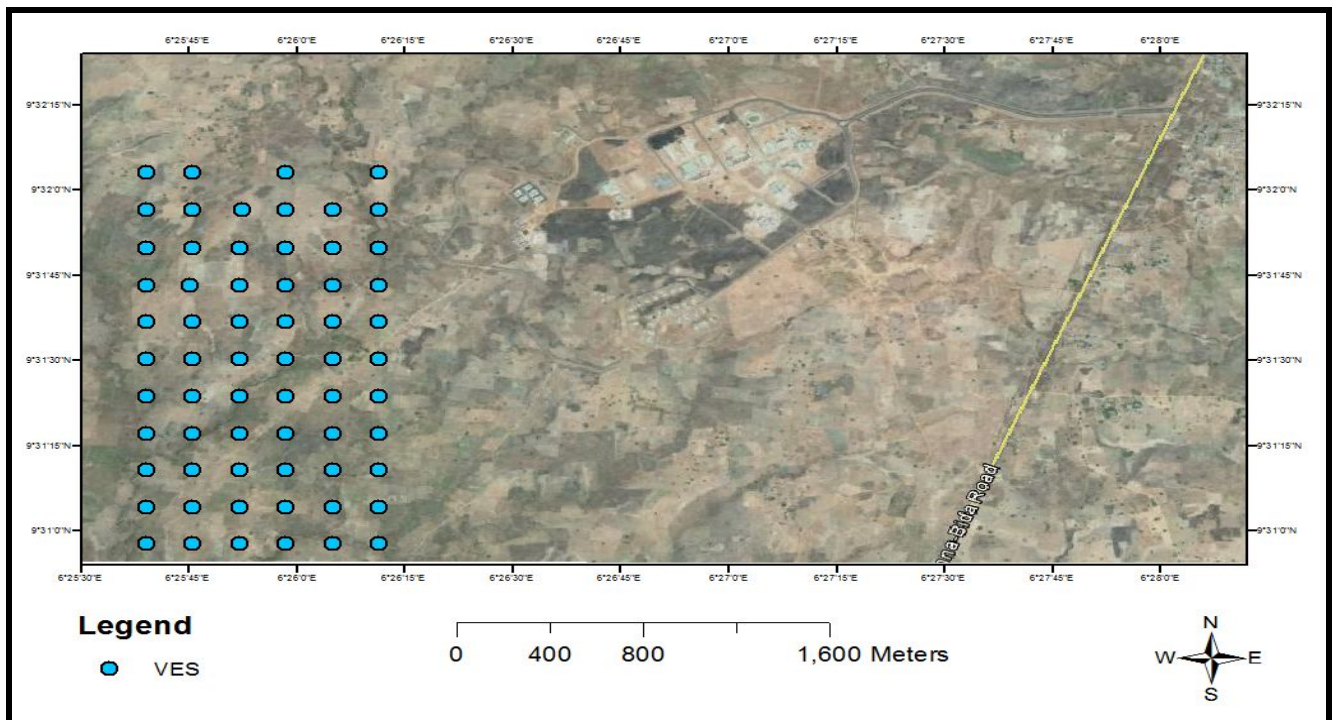 6°25'45"E 6°26'0"E 6°26'15"E 6°26'30"E 6°26'45"E 6°27'0"E 6°27'15"E 6°27'30"E 6°27'45"E 6°28'0"E
9°32'15"N 9°32'15"N
9°32'0"N 9°32'0"N
9°31'45"N 9°31'45"N
9°31'30"N 9°31'30"N
9°31'15"N 9°31'15"N
na-Bida Road
9°31'0"N 9°31'0"N
6°25'30"E 6°25'45"E 6°26'0"E 6°26'15"E 6°26'30"E 6°26'45"E 6°27'0"E 6°27'15"E 6°27'30"E 6°27'45"E 6°28'0"E
Legend
VES
0 400 800 1,600 Meters
N
W E
S